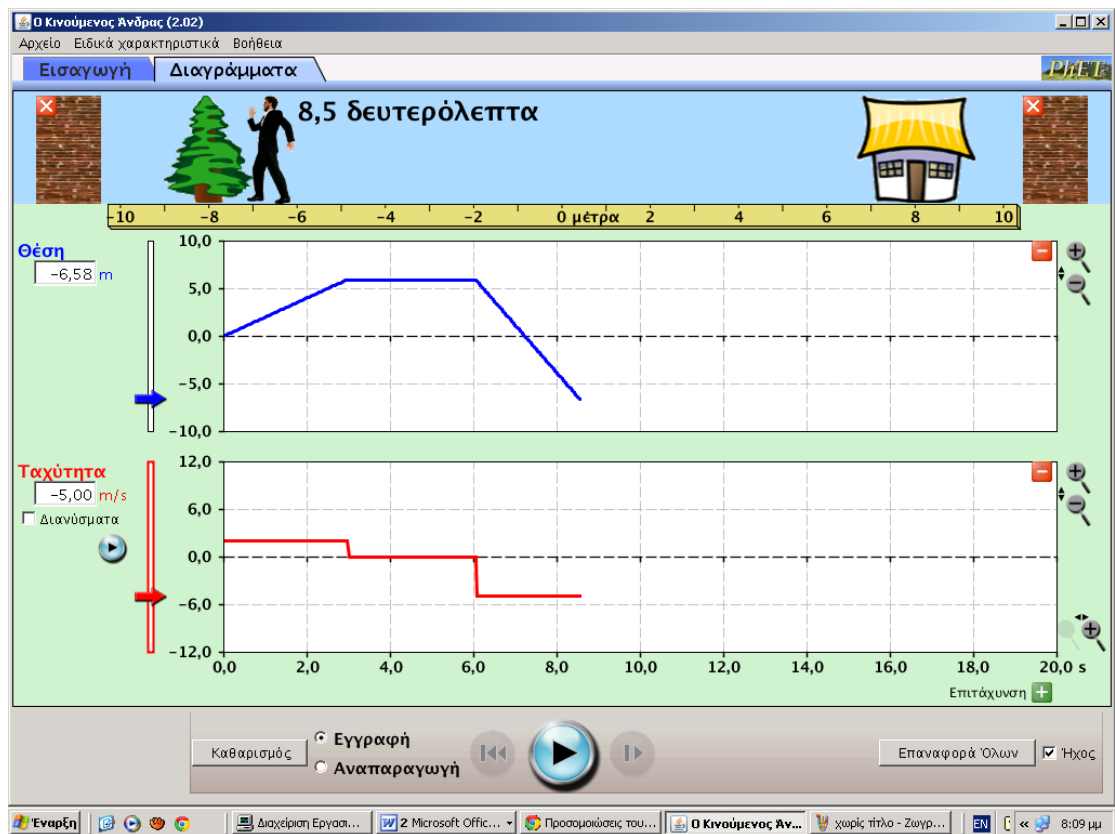 Ο Κινούμενος Άνδρας (2.02)
Αρχείο Ειδικά χαρακτηριστικά Βοήθεια
Εισαγωγή Διαγράμματα PhET
8,5 δευτερόλεπτα
-10 -8 -6 -4 -2 0 μέτρα 2 4 6 8 10
Θέση
-6,58 m
10,0
5,0
0,0
-5,0
-10,0
Ταχύτητα
-5,00 m/s
Διανύσματα
12,0
6,0
0,0
-6,0
-12,0
0,0 2,0 4,0 6,0 8,0 10,0 12,0 14,0 16,0 18,0 20,0 s
Επιτάχυνση
Καθαρισμός
Εγγραφή
Αναπαραγωγή
Επαναφορά Όλων
Ήχος
Έναρξη Διαχείριση Εργασι... 2 Microsoft Offic... Προσομοιώσεις του... Ο Κινούμενος Άν... χωρίς τίτλο - Ζωγρ... EN « 8:09 μμ